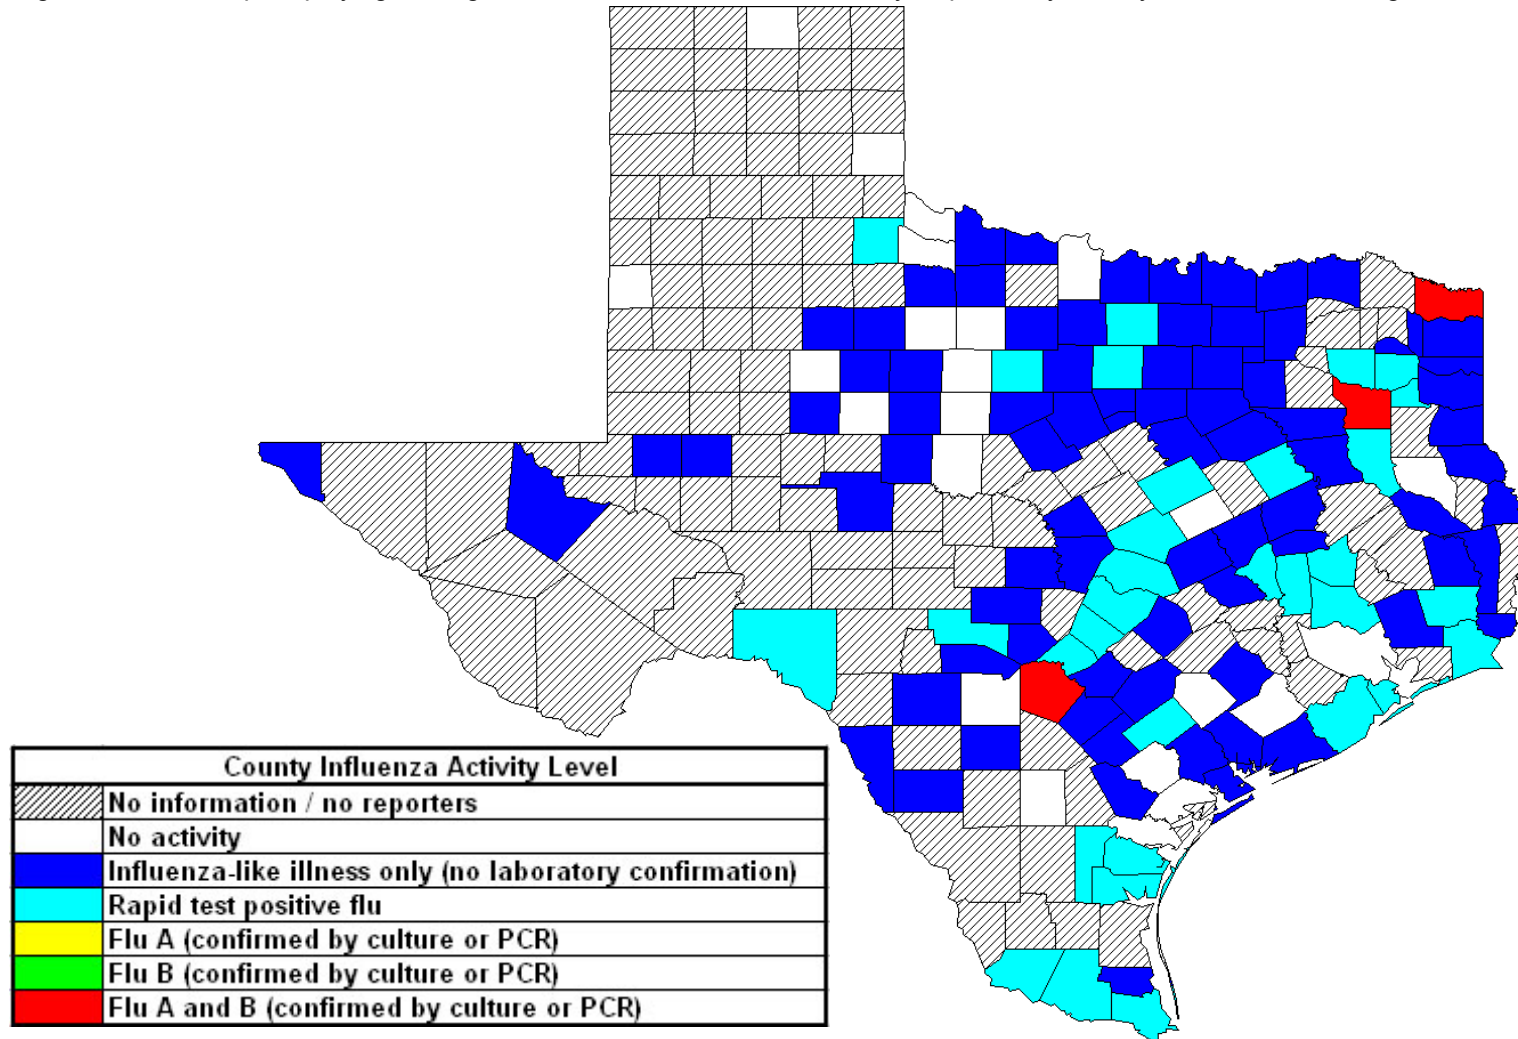 County Influenza Activity Level
No information / no reporters
No activity
Influenza-like illness only (no laboratory confirmation)
Rapid test positive flu
Flu A (confirmed by culture or PCR)
Flu B (confirmed by culture or PCR)
Flu A and B (confirmed by culture or PCR)